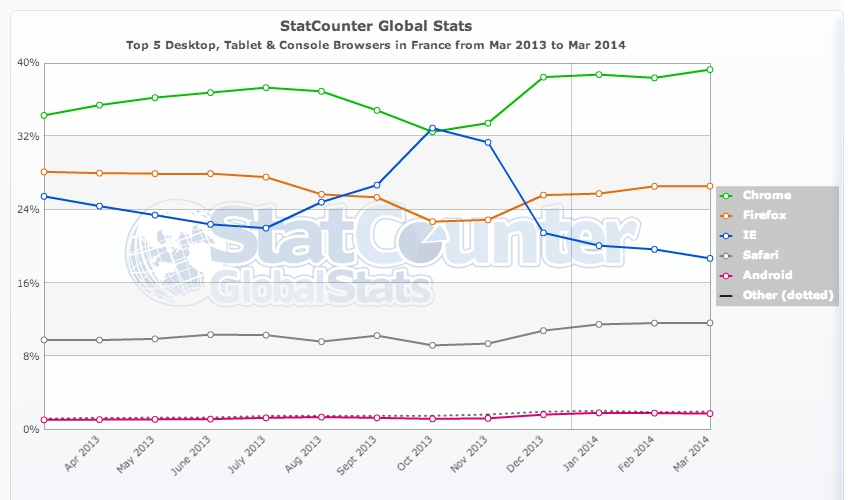 StatCounter Global Stats
Top 5 Desktop, Tablet & Console Browsers in France from Mar 2013 to Mar 2014
40%
32%
24%
16%
8%
0%
StatCounter
GlobalStats
Chrome
Firefox
IE
Safari
Android
Other (dotted)
Apr 2013
May 2013
June 2013
July 2013
Aug 2013
Sept 2013
Oct 2013
Nov 2013
Dec 2013
Jan 2014
Feb 2014
Mar 2014